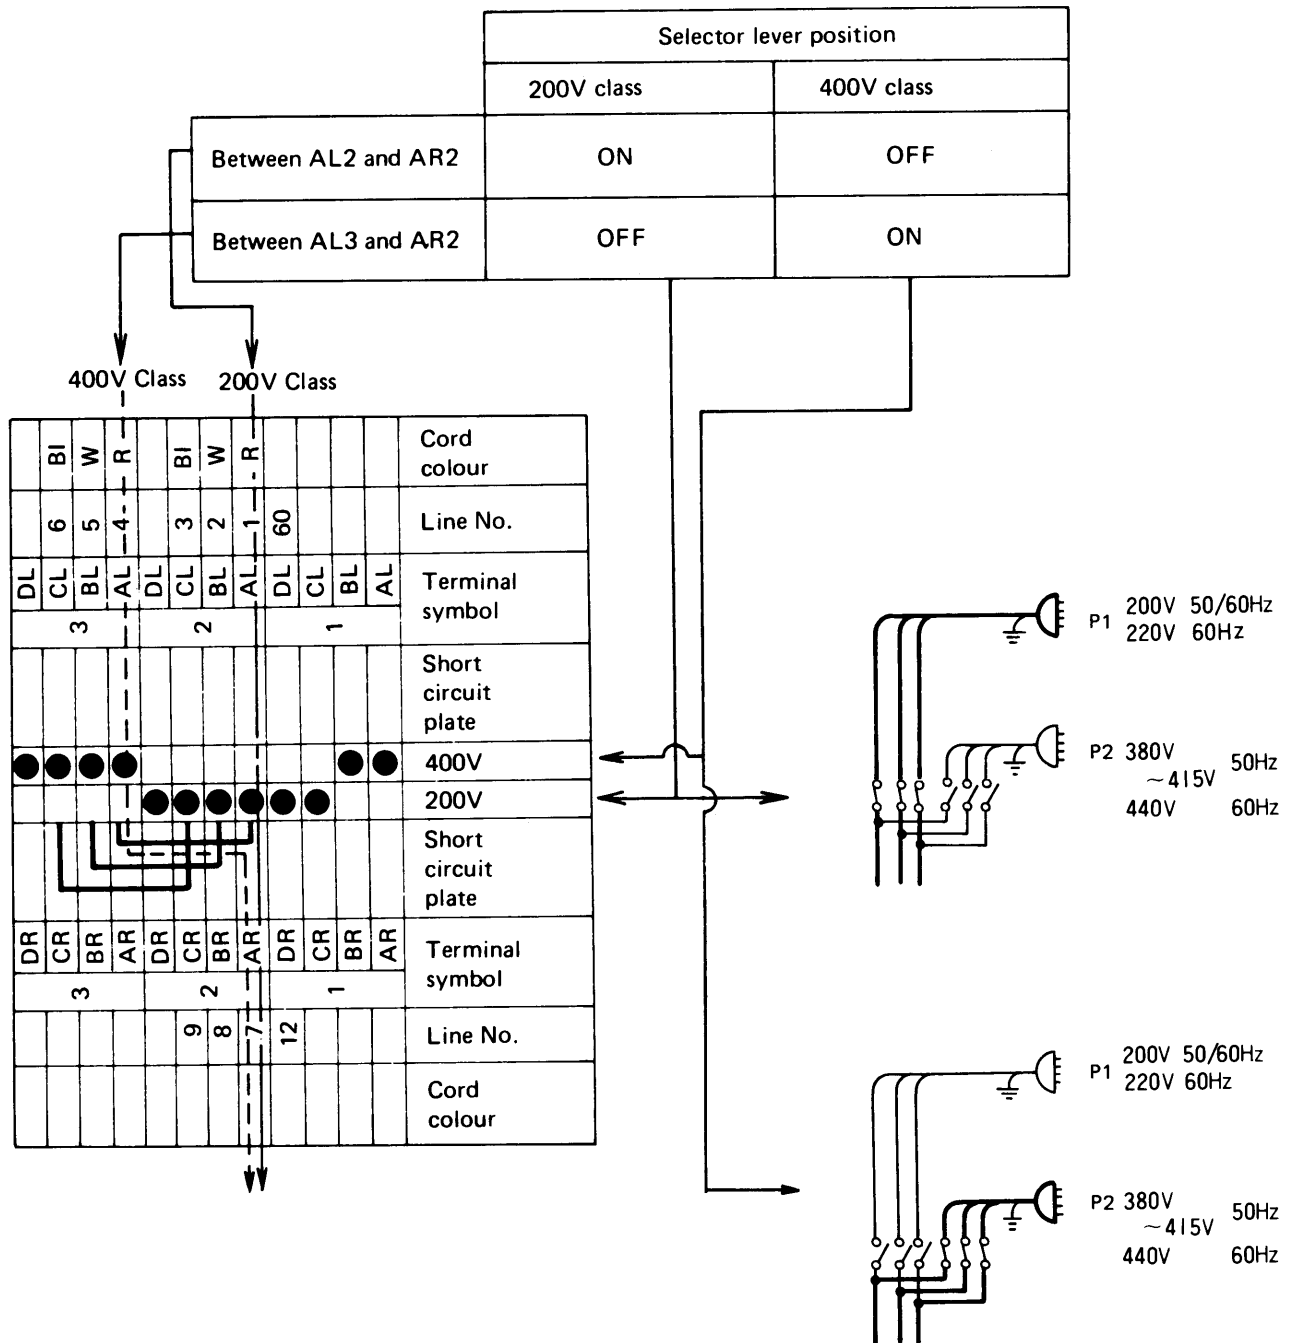 Selector lever position
200V class 400V class
Between AL2 and AR2 ON OFF
Between AL3 and AR2 OFF ON
400V Class 200V Class
Bl W R Bl W R Cord
colour
6 5 4 3 2 1 60 Line No.
DL CL BL AL DL CL BL AL DL CL BL AL Terminal
symbol
3 2 1
Short
circuit
plate
400V
200V
Short
circuit
plate
DR CR BR AR DR CR BR AR DR CR BR AR Terminal
symbol
3 2 1
9 8 7 12 Line No.
Cord
colour
P1 200V 50/60Hz
220V 60Hz
P2 380V
~415V 50Hz
440V 60Hz
P1 200V 50/60Hz
220V 60Hz
P2 380V
~415V 50Hz
440V 60Hz